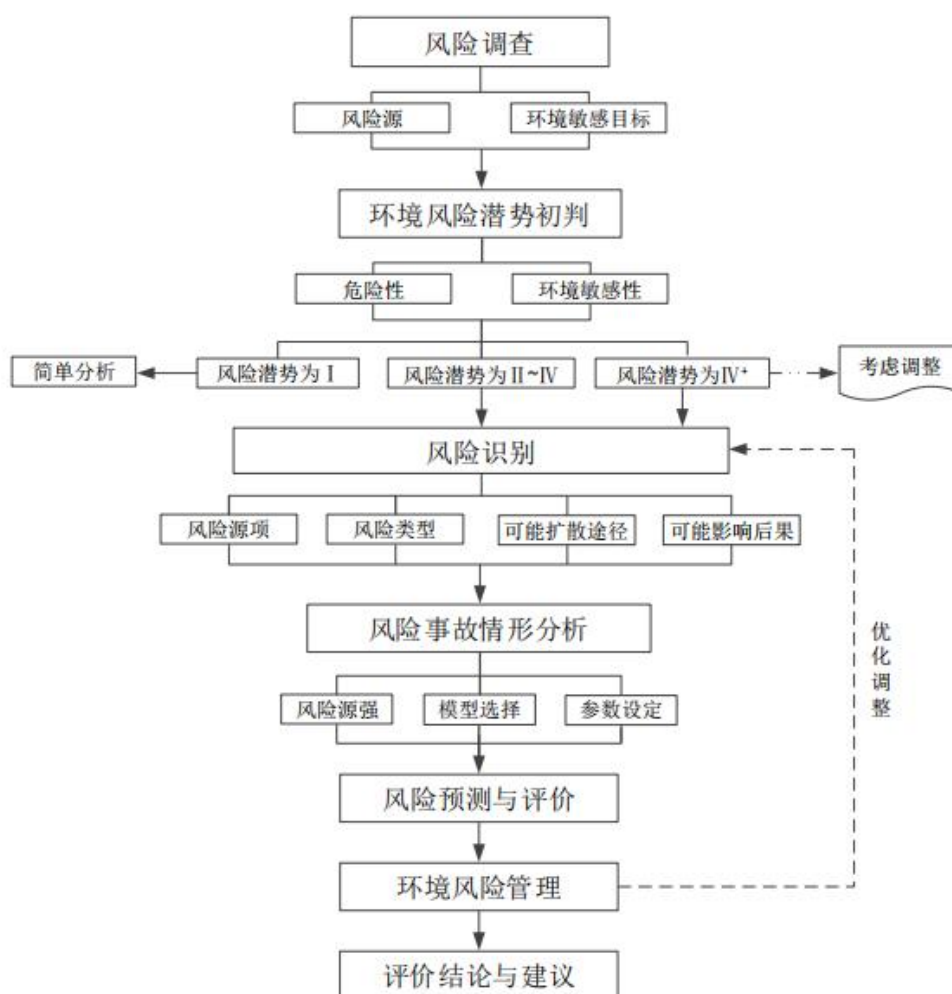 风险调查
风险源
环境敏感目标
环境风险潜势初判
危险性
环境敏感性
简单分析
风险潜势为Ⅰ
风险潜势为Ⅱ~Ⅳ
风险潜势为Ⅳ⁺
考虑调整
风险识别
风险源项
风险类型
可能扩散途径
可能影响后果
风险事故情形分析
优化调整
风险源强
模型选择
参数设定
风险预测与评价
环境风险管理
评价结论与建议